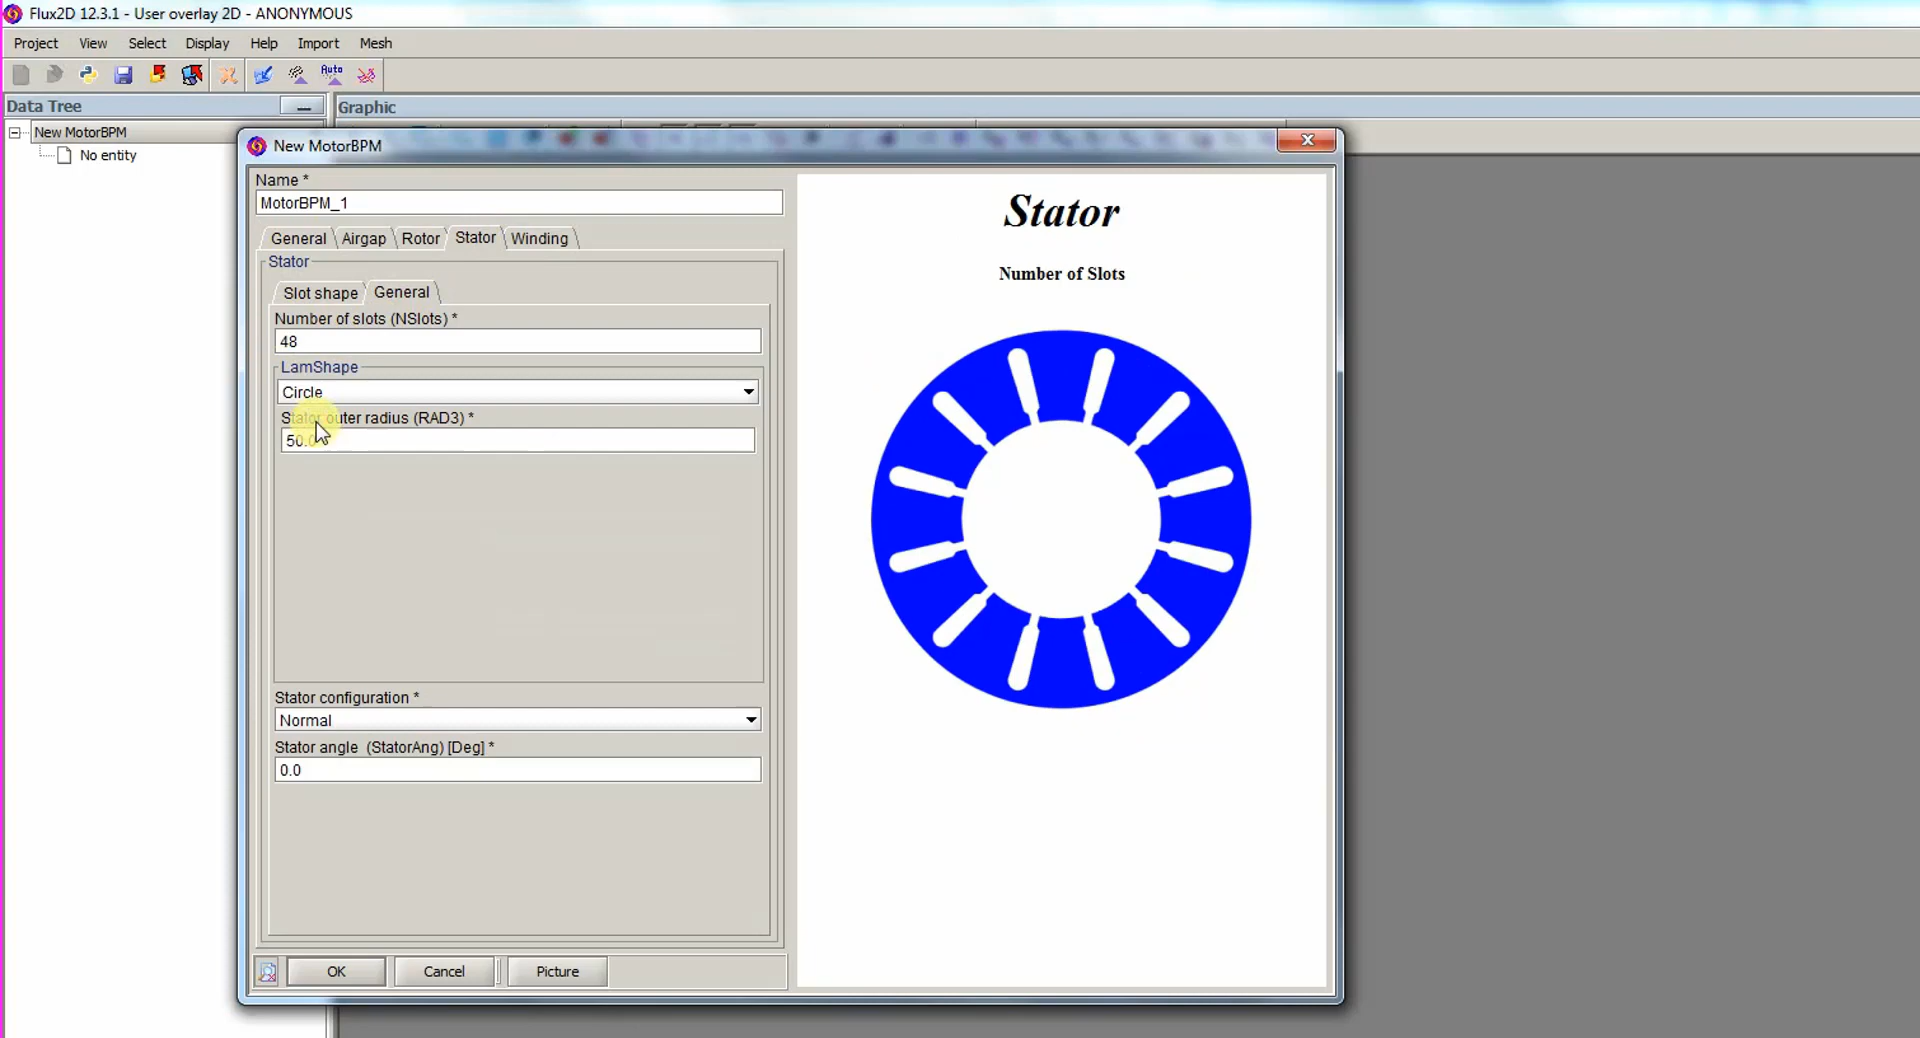 Flux2D 12.3.1 - User overlay 2D - ANONYMOUS
Project View Select Display Help Import Mesh
Auto
Data Tree
Graphic
New MotorBPM
No entity
New MotorBPM
Name *
MotorBPM_1
General Airgap Rotor Stator Winding
Stator
Slot shape General
Number of slots (NSlots) *
48
LamShape
Circle
Stator outer radius (RAD3) *
50.0
Stator configuration *
Normal
Stator angle (StatorAng) [Deg] *
0.0
OK Cancel Picture
Stator
Number of Slots